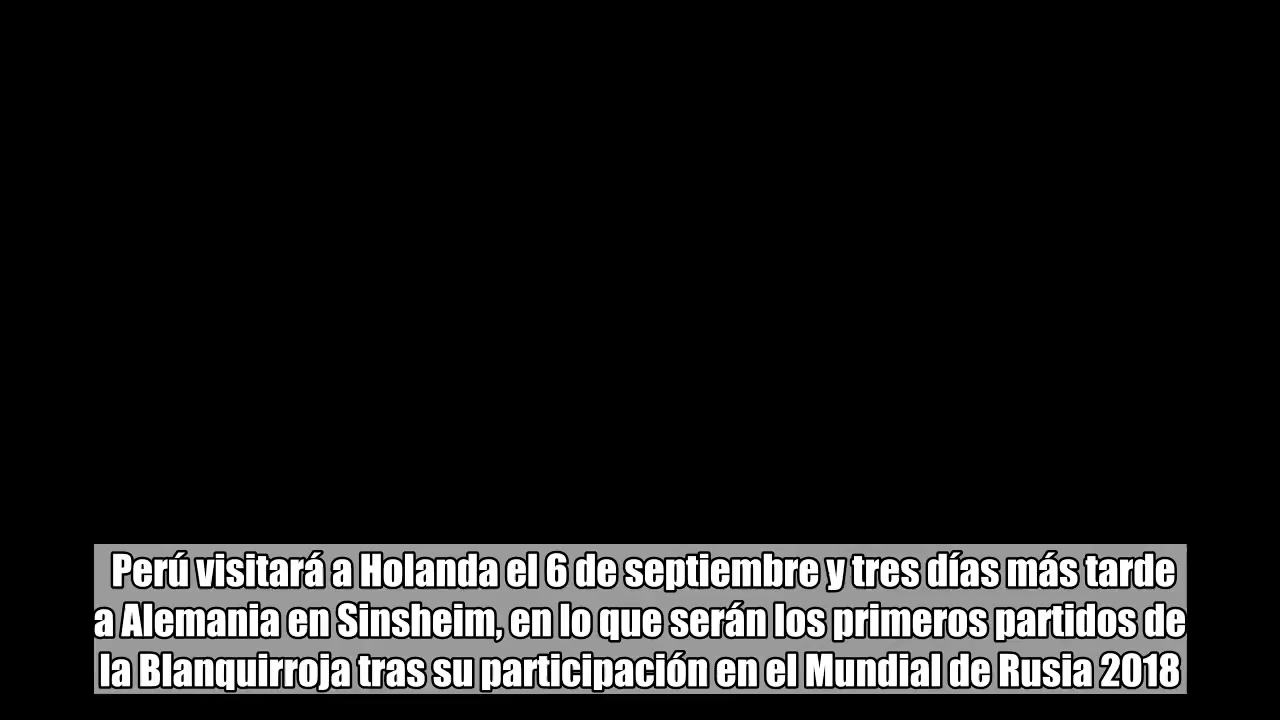 Perú visitará a Holanda el 6 de septiembre y tres días más tarde
a Alemania en Sinsheim, en lo que serán los primeros partidos de
la Blanquirroja tras su participación en el Mundial de Rusia 2018